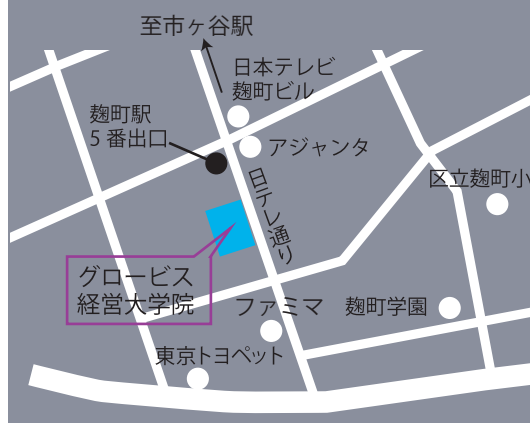 至市ヶ谷駅
日本テレビ
麹町ビル
麹町駅
5 番出口
アジャンタ
日テレ通り
区立麹町小
グロービス
経営大学院
ファミマ
麹町学園
東京トヨペット